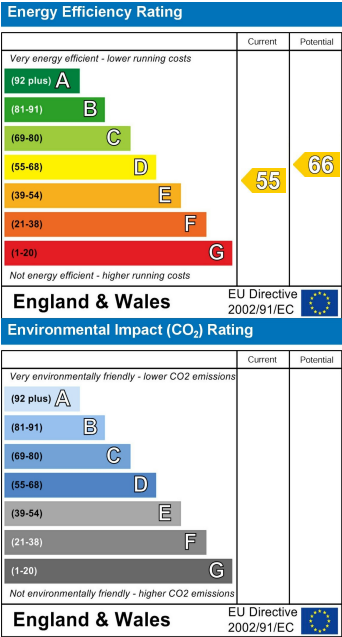 Energy Efficiency Rating
Current Potential
Very energy efficient - lower running costs
(92 plus) A
(81-91) B
(69-80) C
(55-68) D
(39-54) E
(21-38) F
(1-20) G
55
66
Not energy efficient - higher running costs
England & Wales
EU Directive
2002/91/EC
Environmental Impact (CO₂) Rating
Current Potential
Very environmentally friendly - lower CO2 emissions
(92 plus) A
(81-91) B
(69-80) C
(55-68) D
(39-54) E
(21-38) F
(1-20) G
Not environmentally friendly - higher CO2 emissions
England & Wales
EU Directive
2002/91/EC